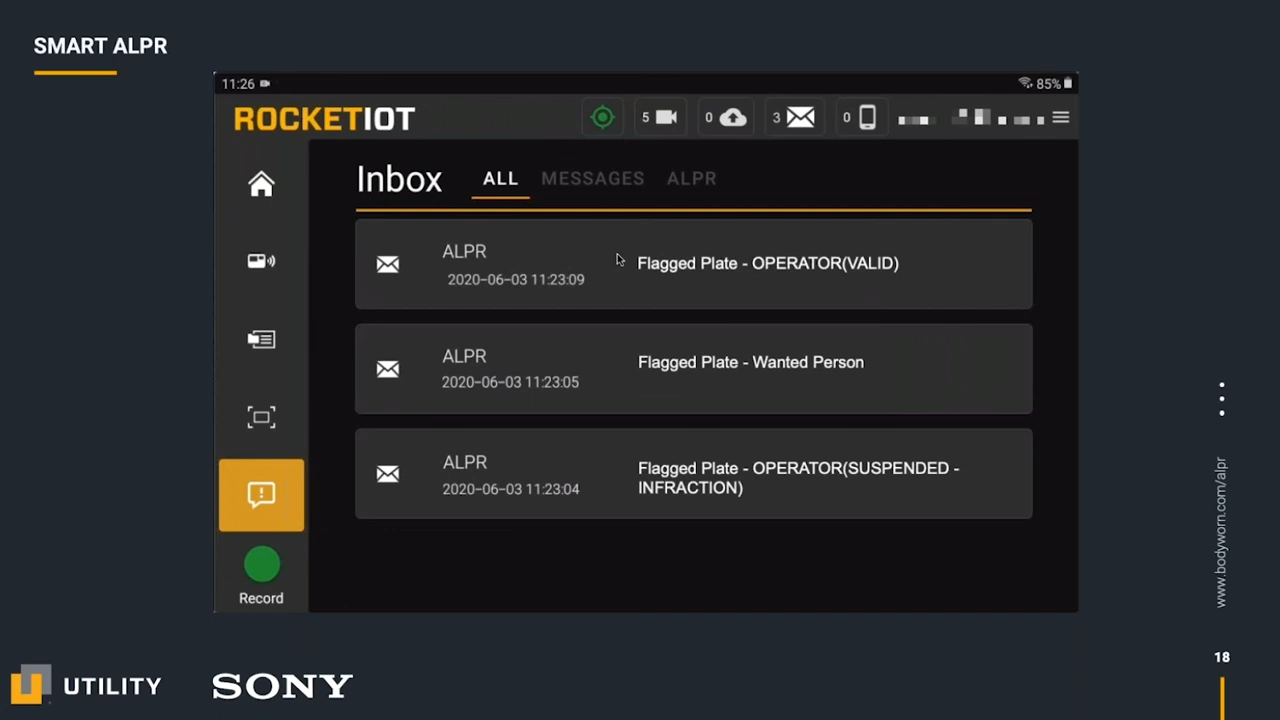 SMART ALPR
11:26
85%
ROCKETIOT
5
0
3
0
Inbox
ALL
MESSAGES
ALPR
ALPR
2020-06-03 11:23:09
Flagged Plate - OPERATOR(VALID)
ALPR
2020-06-03 11:23:05
Flagged Plate - Wanted Person
ALPR
2020-06-03 11:23:04
Flagged Plate - OPERATOR(SUSPENDED -
INFRACTION)
Record
www.bodyworn.com/alpr
18
UTILITY
SONY